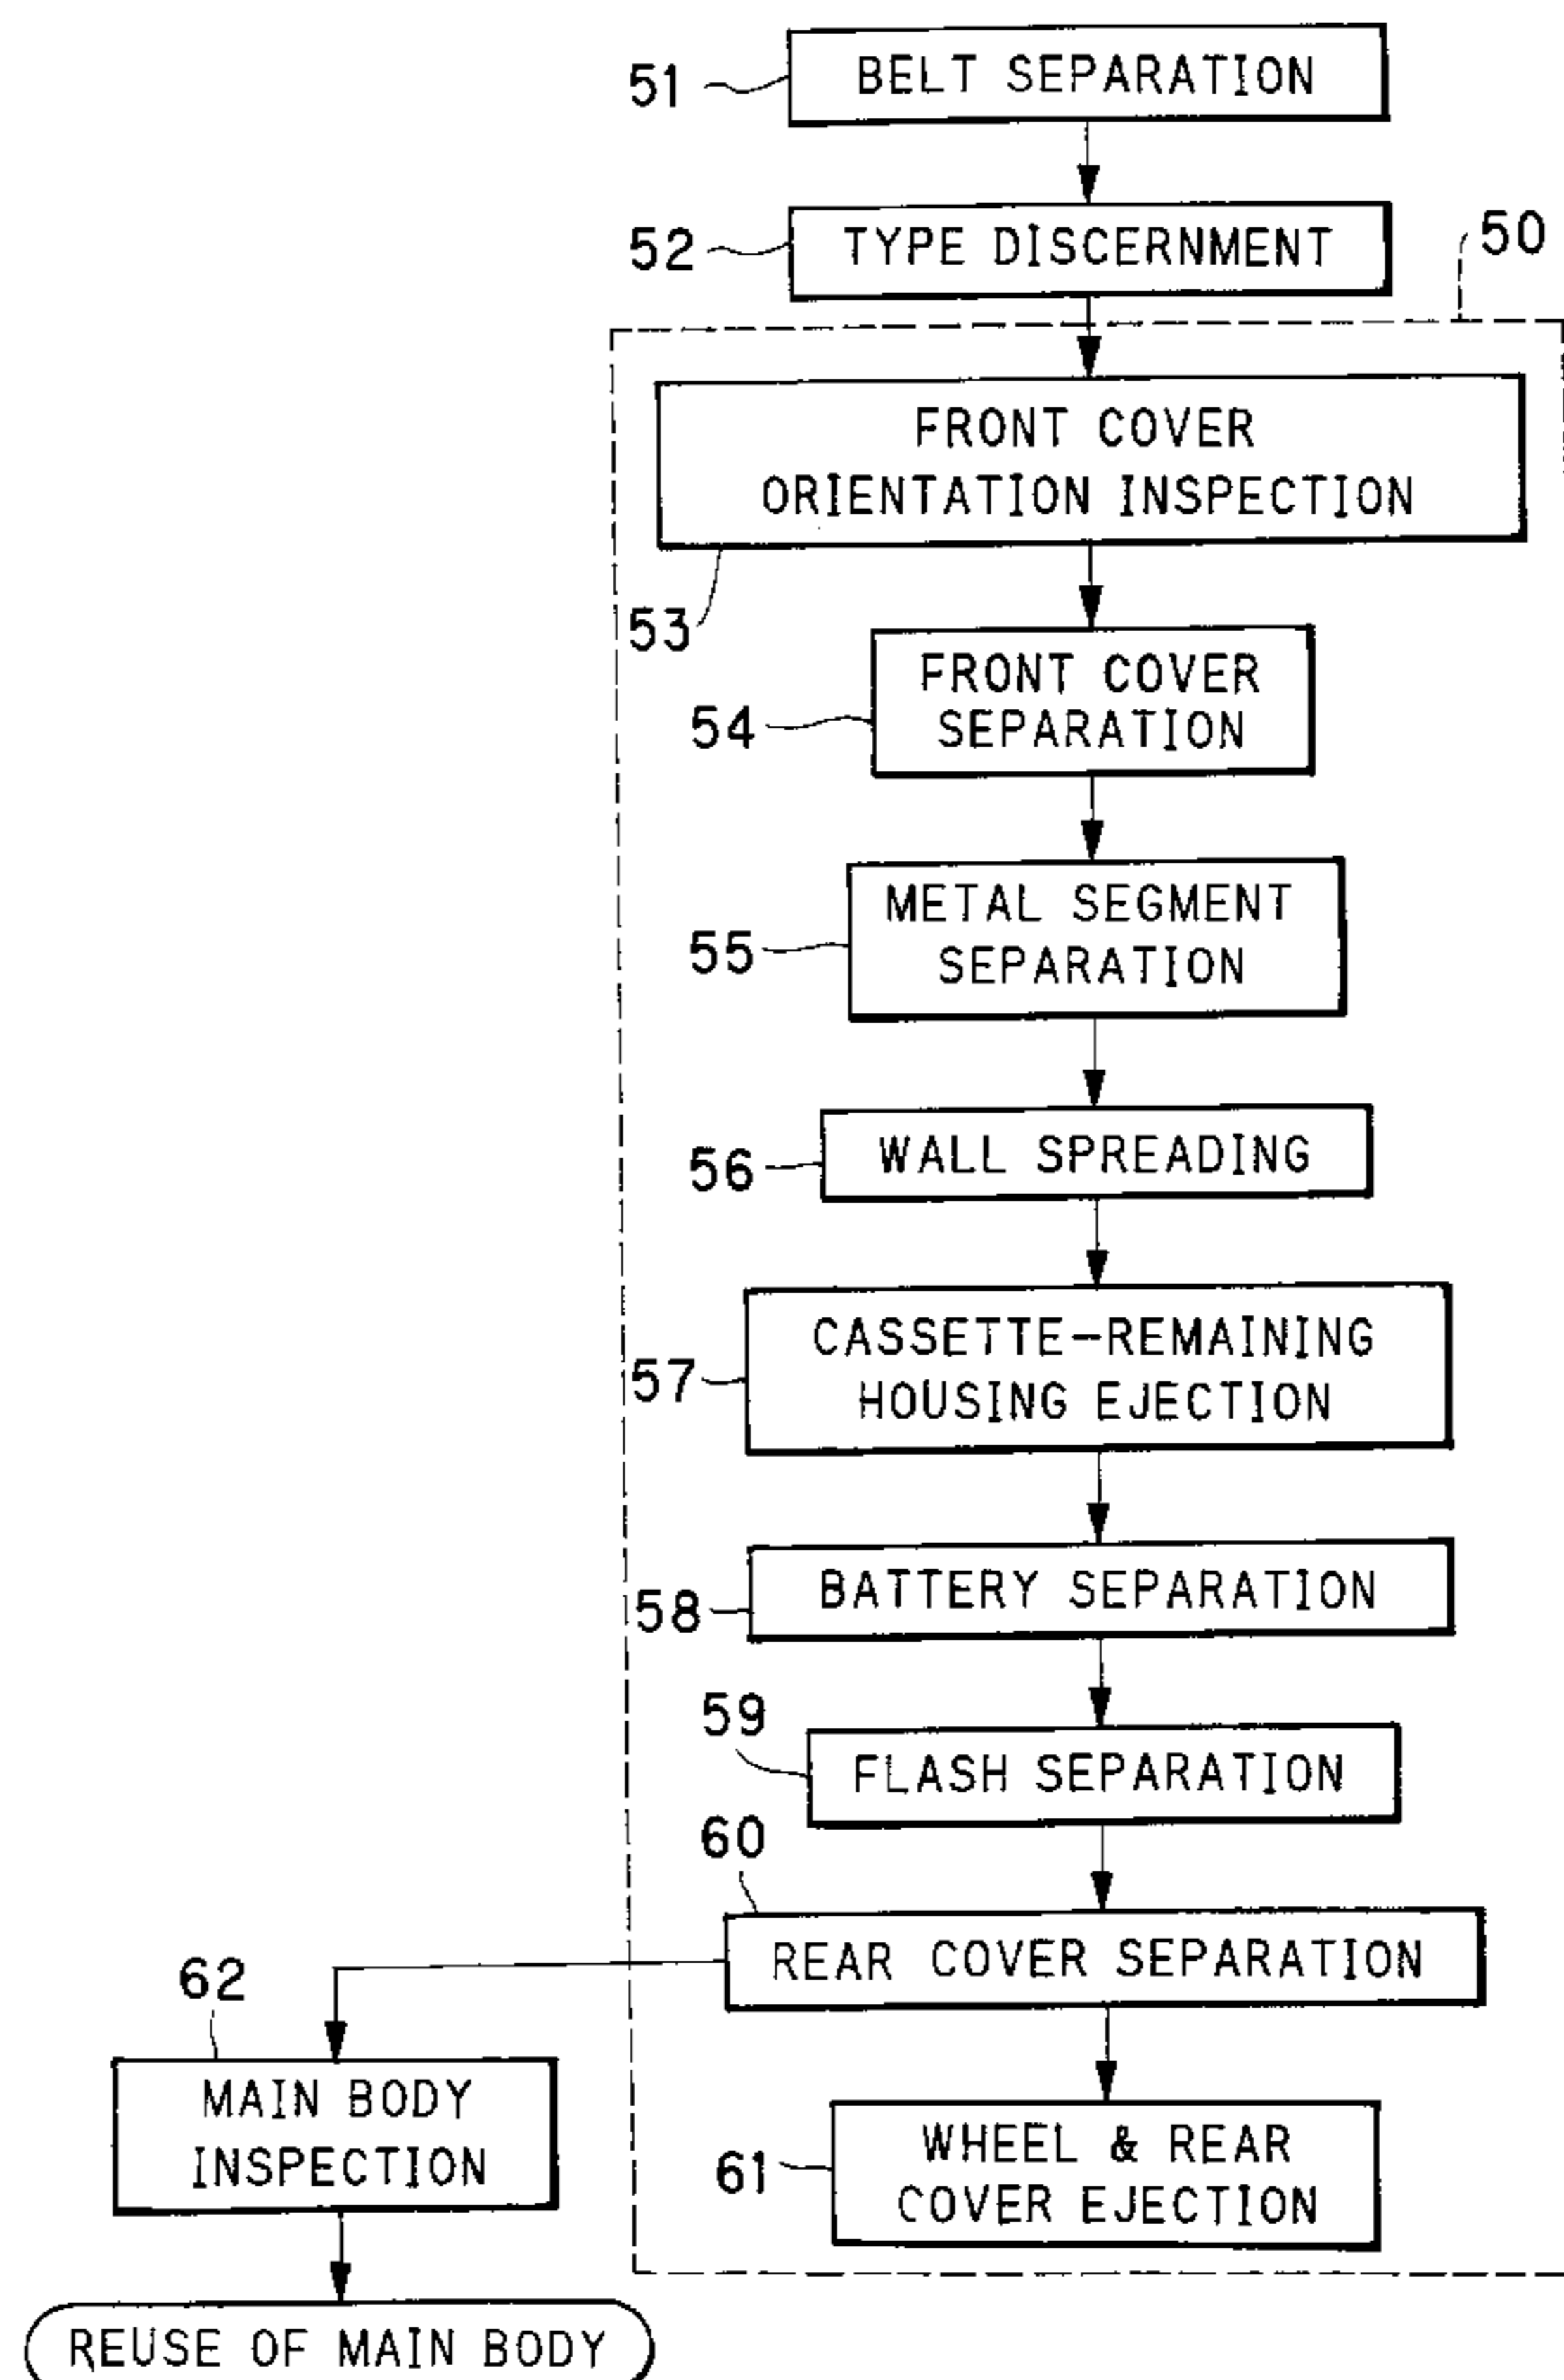 51
BELT SEPARATION
52
TYPE DISCERNMENT
50
FRONT COVER
ORIENTATION INSPECTION
53
FRONT COVER
SEPARATION
54
METAL SEGMENT
SEPARATION
55
WALL SPREADING
56
CASSETTE-REMAINING
HOUSING EJECTION
57
BATTERY SEPARATION
58
59
FLASH SEPARATION
60
REAR COVER SEPARATION
62
MAIN BODY
INSPECTION
WHEEL & REAR
COVER EJECTION
61
REUSE OF MAIN BODY